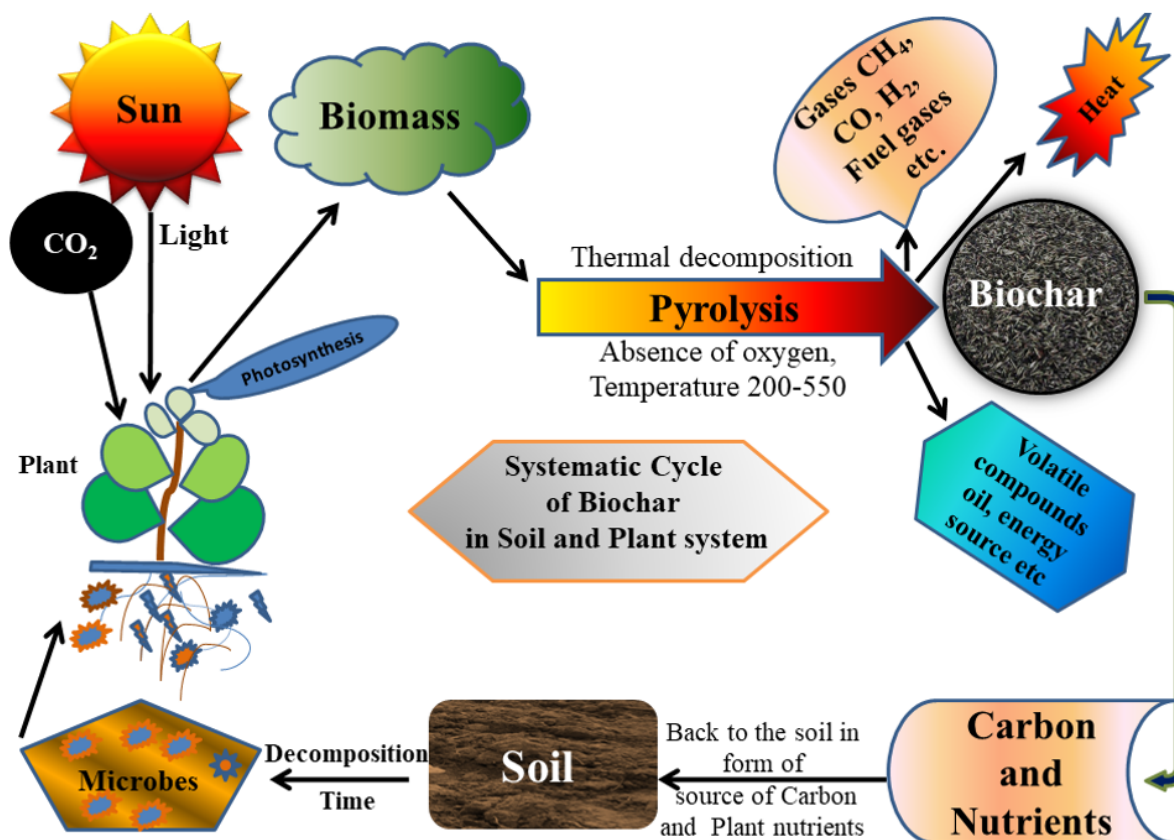 Sun
CO₂
Light
Biomass
Gases CH₄,
CO, H₂,
Fuel gases
etc.
Heat
Thermal decomposition
Pyrolysis
Absence of oxygen,
Temperature 200-550
Biochar
Photosynthesis
Plant
Systematic Cycle
of Biochar
in Soil and Plant system
Volatile
compounds
oil, energy
source etc
Microbes
Decomposition
Time
Soil
Back to the soil in
form of
source of Carbon
and Plant nutrients
Carbon
and
Nutrients